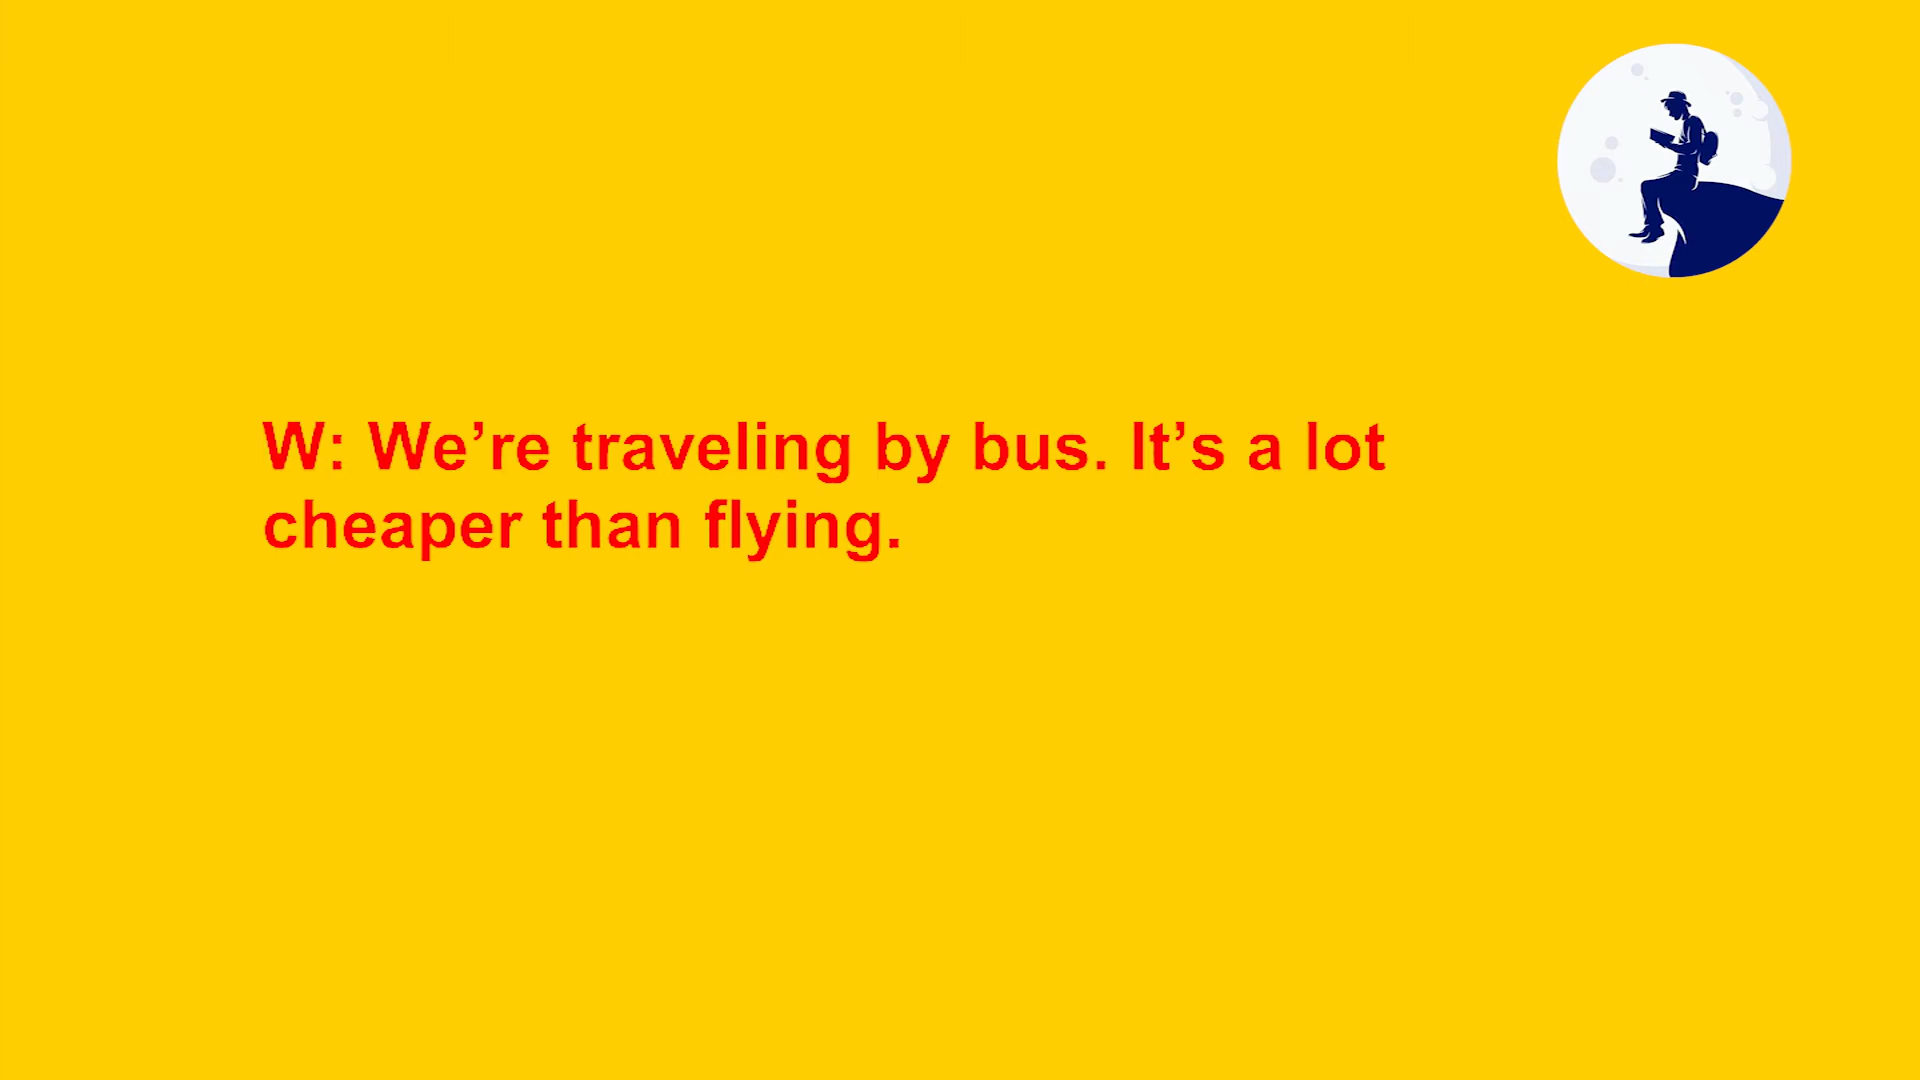 W: We’re traveling by bus. It’s a lot
cheaper than flying.